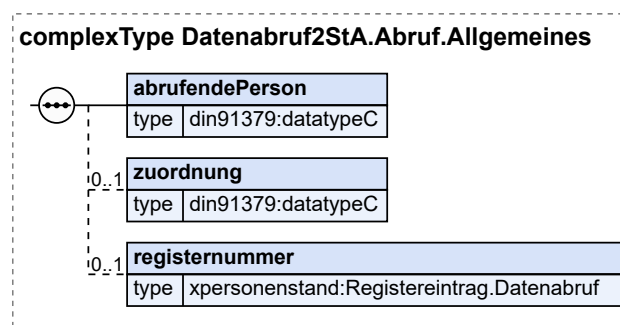 complexType Datenabruf2StA.Abruf.Allgemeines
abrufendePerson
type din91379:datatypeC
0..1 zuordnung
type din91379:datatypeC
0..1 registernummer
type xpersonenstand:Registereintrag.Datenabruf